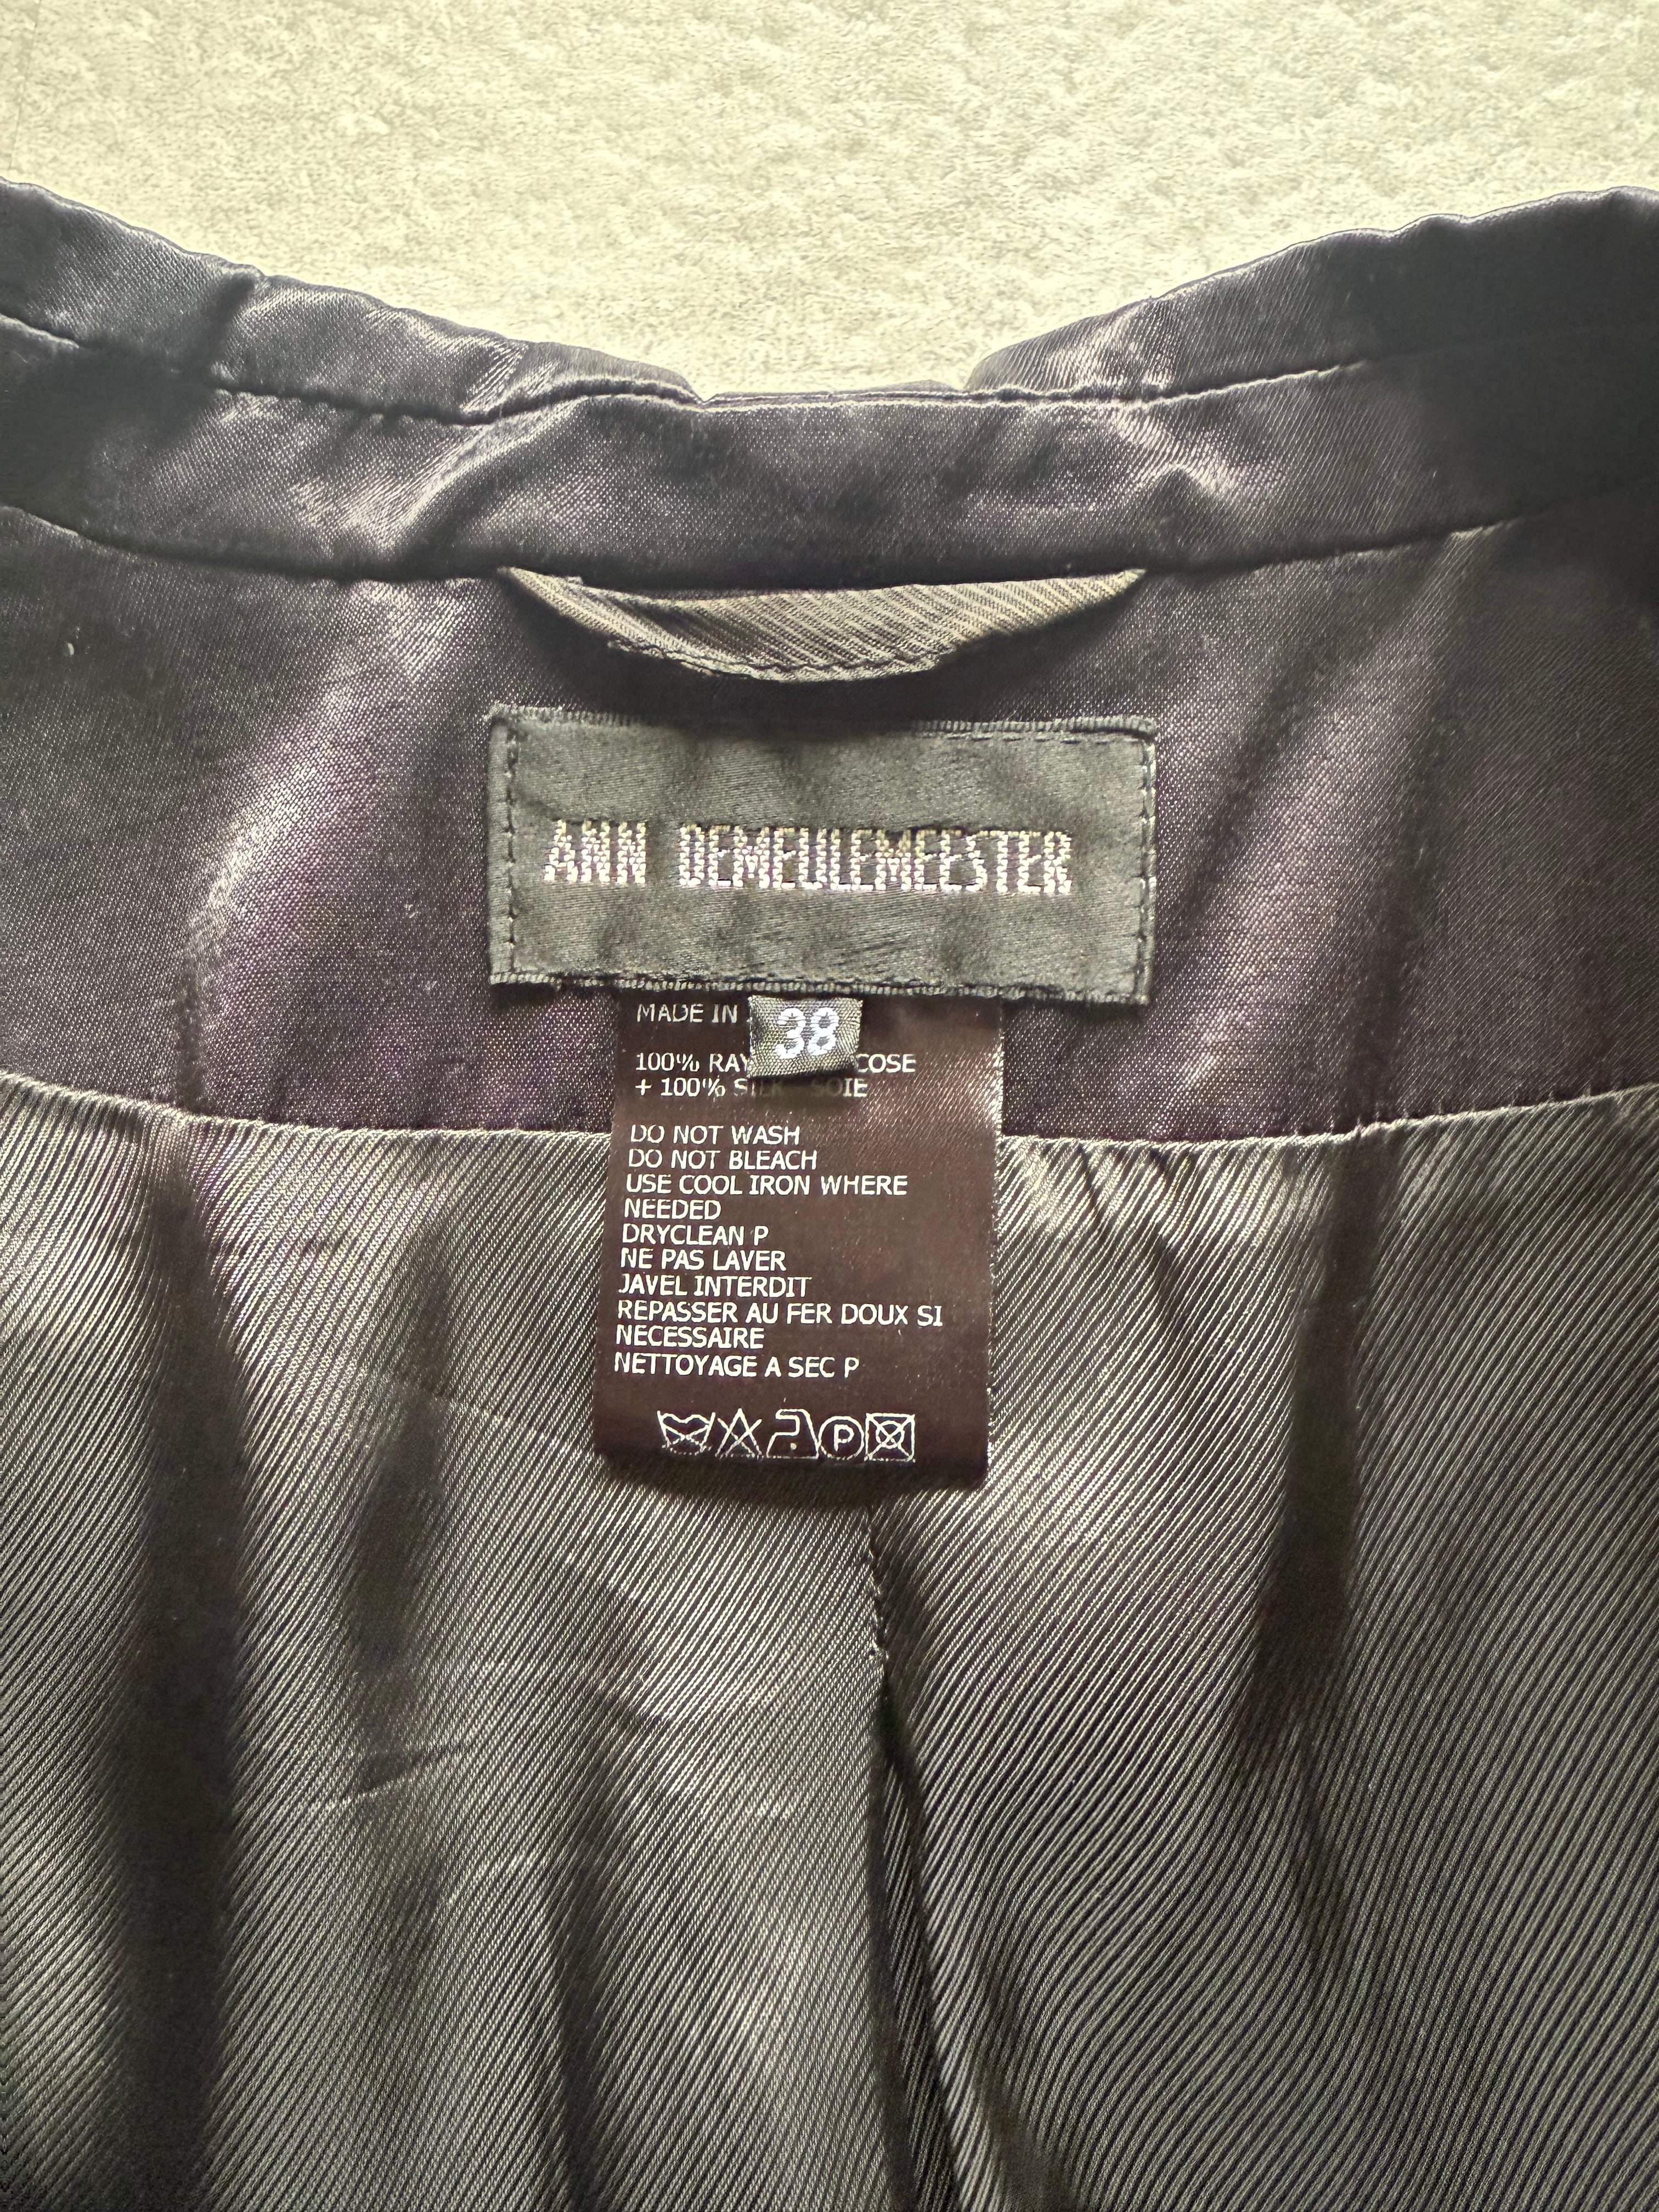 ANN DEMEULEMEESTER
MADE IN
38
100% RAY COSE
+ 100% SILK SOIE
DO NOT WASH
DO NOT BLEACH
USE COOL IRON WHERE
NEEDED
DRYCLEAN P
NE PAS LAVER
JAVEL INTERDIT
REPASSER AU FER DOUX SI
NECESSAIRE
NETTOYAGE A SEC P
P